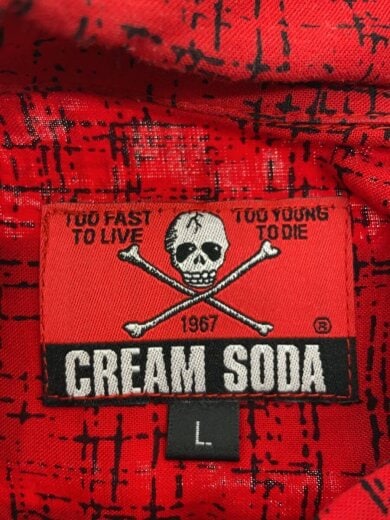 TOO FAST TOO YOUNG
TO LIVE TO DIE
1967
®
CREAM SODA
L